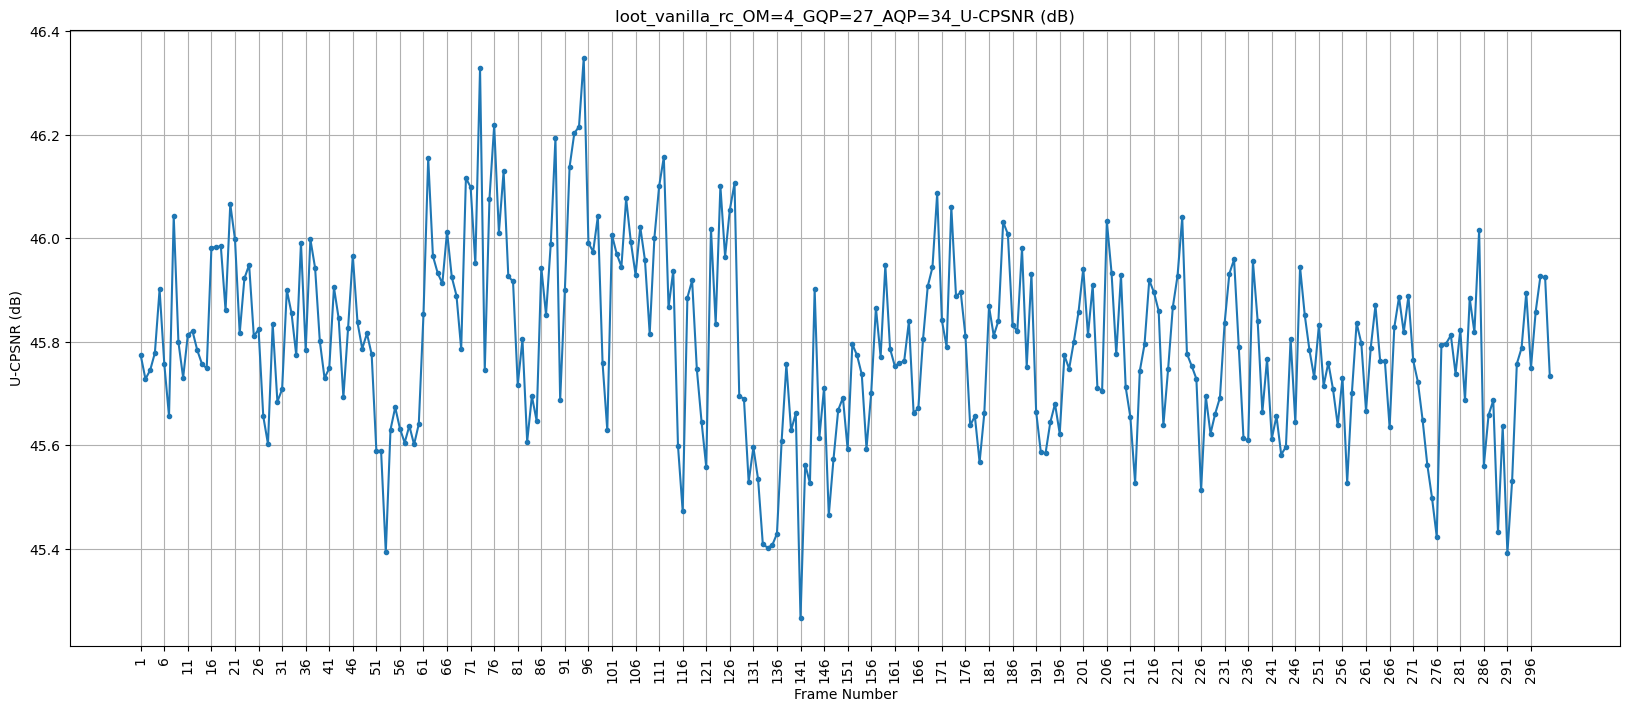 loot_vanilla_rc_OM=4_GQP=27_AQP=34_U-CPSNR (dB)
46.4
46.2
46.0
45.8
45.6
45.4
U-CPSNR (dB)
1 6 11 16 21 26 31 36 41 46 51 56 61 66 71 76 81 86 91 96 101 106 111 116 121 126 131 136 141 146 151 156 161 166 171 176 181 186 191 196 201 206 211 216 221 226 231 236 241 246 251 256 261 266 271 276 281 286 291 296
Frame Number